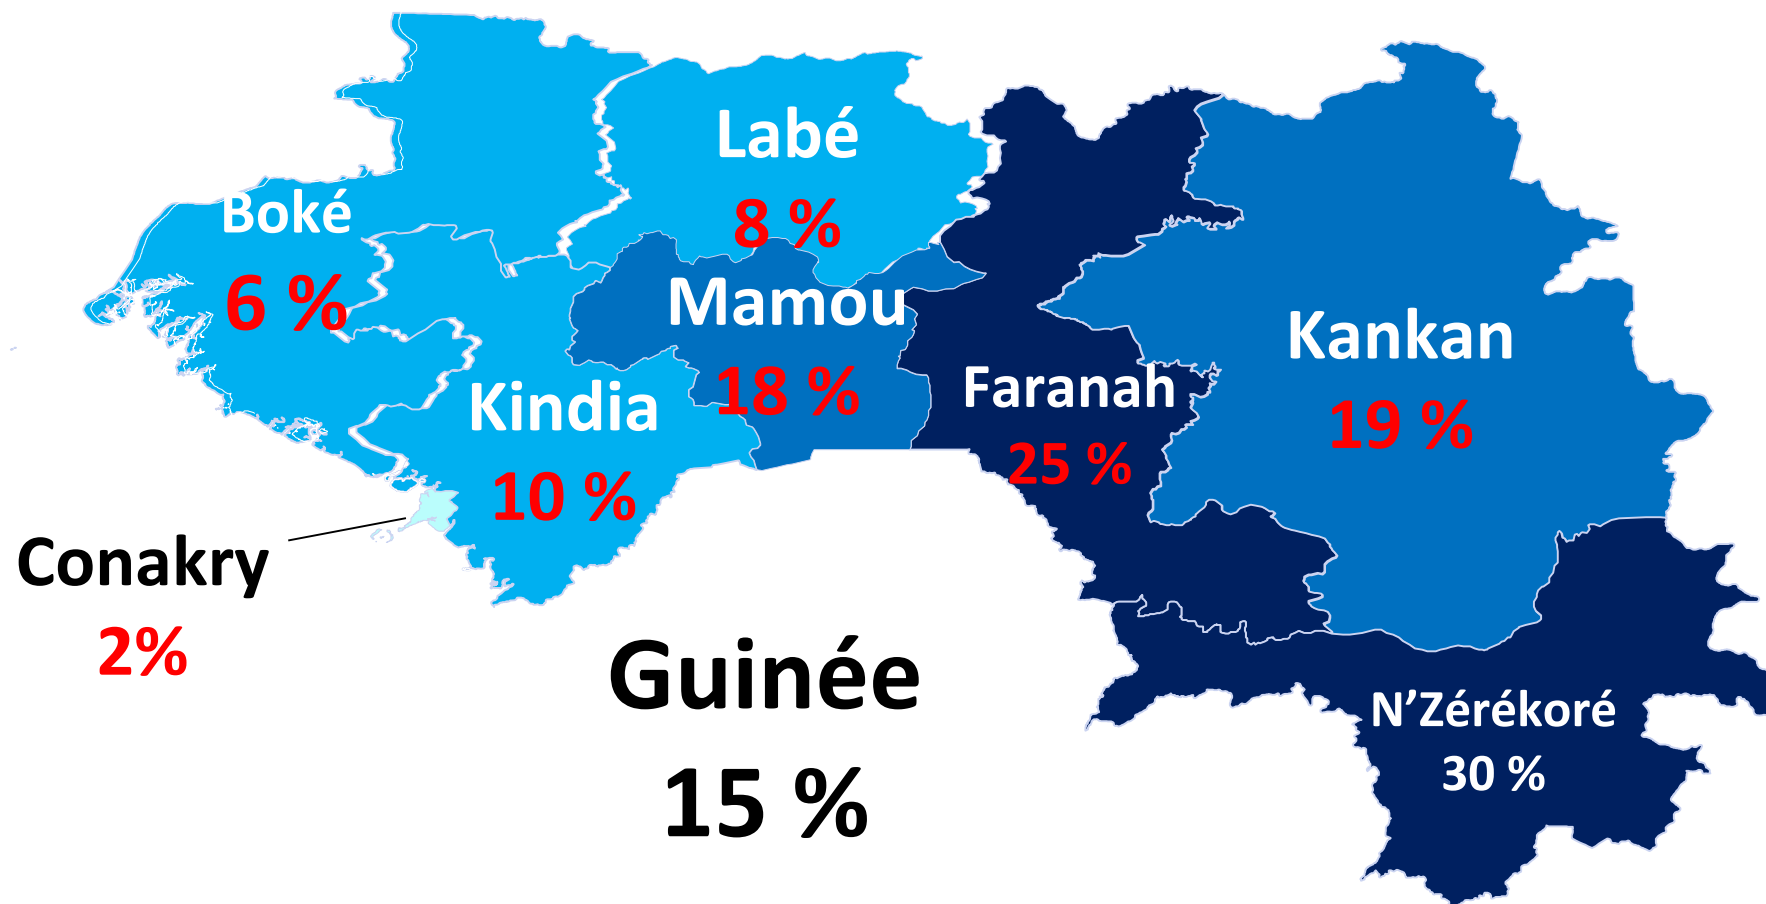 Labé
8 %
Boké
6 %
Mamou
18 %
Kankan
19 %
Faranah
25 %
Kindia
10 %
Conakry
2%
Guinée
15 %
N’Zérékoré
30 %